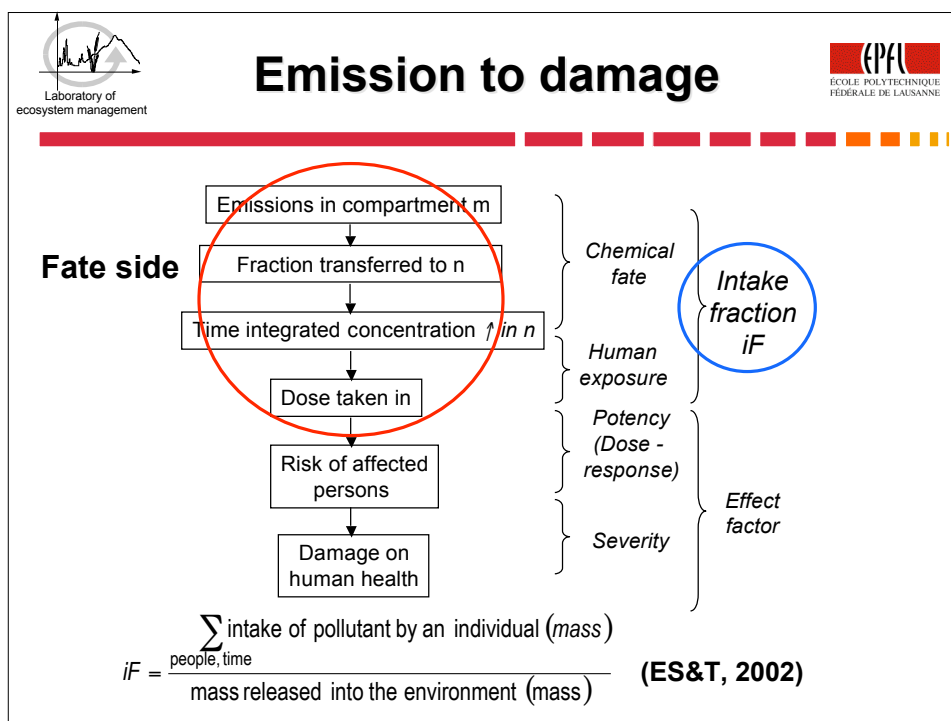 Emission to damage
Laboratory of
ecosystem management
EPFL
ÉCOLE POLYTECHNIQUE
FÉDÉRALE DE LAUSANNE
Fate side
Emissions in compartment m
Fraction transferred to n
Time integrated concentration ↑ in n
Dose taken in
Risk of affected
persons
Damage on
human health
Chemical
fate
Human
exposure
Potency
(Dose -
response)
Severity
Intake
fraction
iF
Effect
factor
iF = ∑ people, time intake of pollutant by an individual (mass)
mass released into the environment (mass)
(ES&T, 2002)